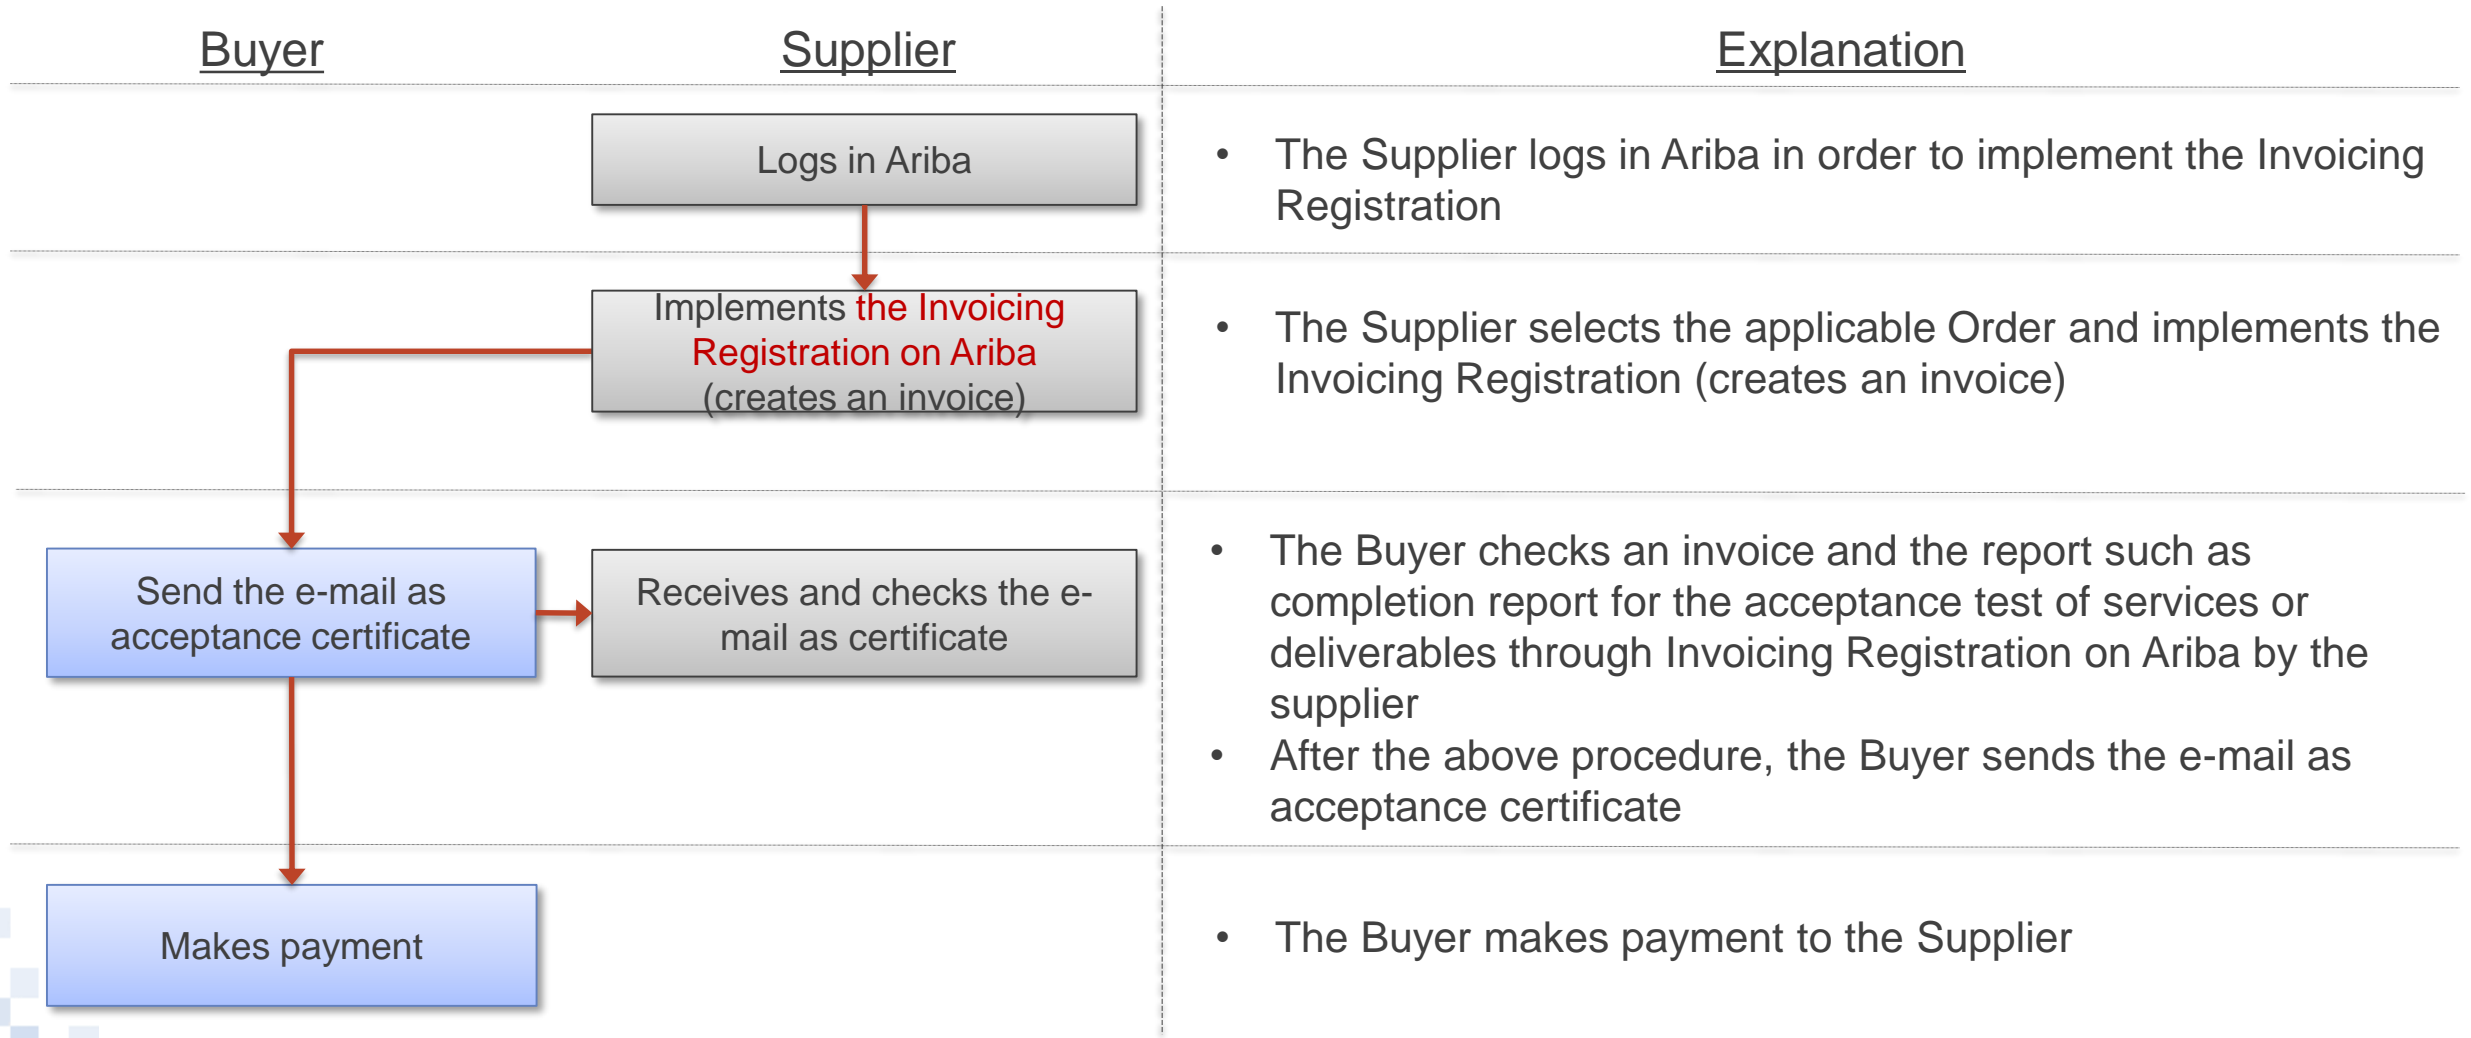 Buyer
Supplier
Explanation
Logs in Ariba
• The Supplier logs in Ariba in order to implement the Invoicing
Registration
Implements the Invoicing
Registration on Ariba
(creates an invoice)
• The Supplier selects the applicable Order and implements the
Invoicing Registration (creates an invoice)
Send the e-mail as
acceptance certificate
Receives and checks the e-
mail as certificate
• The Buyer checks an invoice and the report such as
completion report for the acceptance test of services or
deliverables through Invoicing Registration on Ariba by the
supplier
• After the above procedure, the Buyer sends the e-mail as
acceptance certificate
Makes payment
• The Buyer makes payment to the Supplier